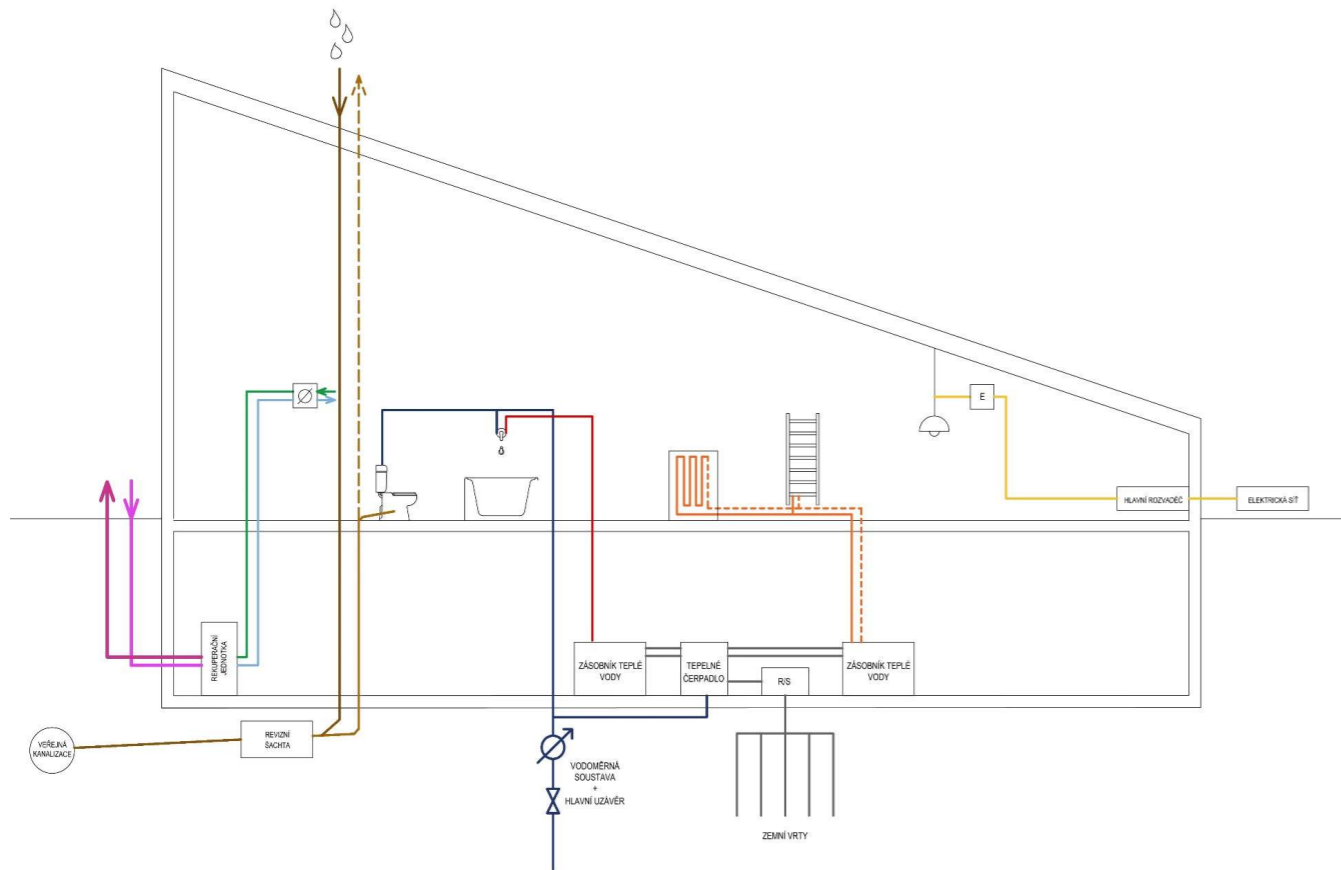 E
HLAVNÍ ROZVADĚČ
ELEKTRICKÁ SÍŤ
REKUPERAČNÍ
JEDNOTKA
ZÁSOBNÍK TEPLÉ
VODY
TEPELNÉ
ČERPADLO
R/S
ZÁSOBNÍK TEPLÉ
VODY
VEŘEJNÁ
KANALIZACE
REVIZNÍ
ŠACHTA
VODOMĚRNÁ
SOUSTAVA
+
HLAVNÍ UZÁVĚR
ZEMNÍ VRTY